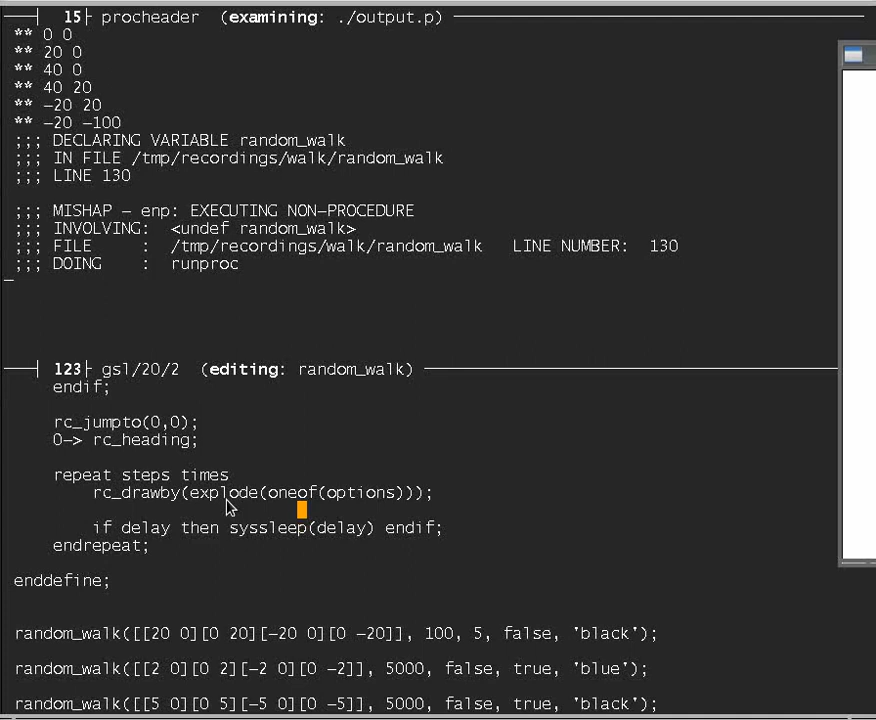 15 procheader (examining: ./output.p)
** 0 0
** 20 0
** 40 0
** 40 20
** -20 20
** -20 -100
;;; DECLARING VARIABLE random_walk
;;; IN FILE /tmp/recordings/walk/random_walk
;;; LINE 130
;;; MISHAP - enp: EXECUTING NON-PROCEDURE
;;; INVOLVING:  <undef random_walk>
;;; FILE     :  /tmp/recordings/walk/random_walk   LINE NUMBER:  130
;;; DOING    :  runproc
123 gsl/20/2 (editing: random_walk)
    endif;
    rc_jumpto(0,0);
    0-> rc_heading;
    repeat steps times
        rc_drawby(explode(oneof(options)));
        if delay then syssleep(delay) endif;
    endrepeat;
enddefine;
random_walk([[20 0][0 20][-20 0][0 -20]], 100, 5, false, 'black');
random_walk([[2 0][0 2][-2 0][0 -2]], 5000, false, true, 'blue');
random_walk([[5 0][0 5][-5 0][0 -5]], 5000, false, true, 'black');